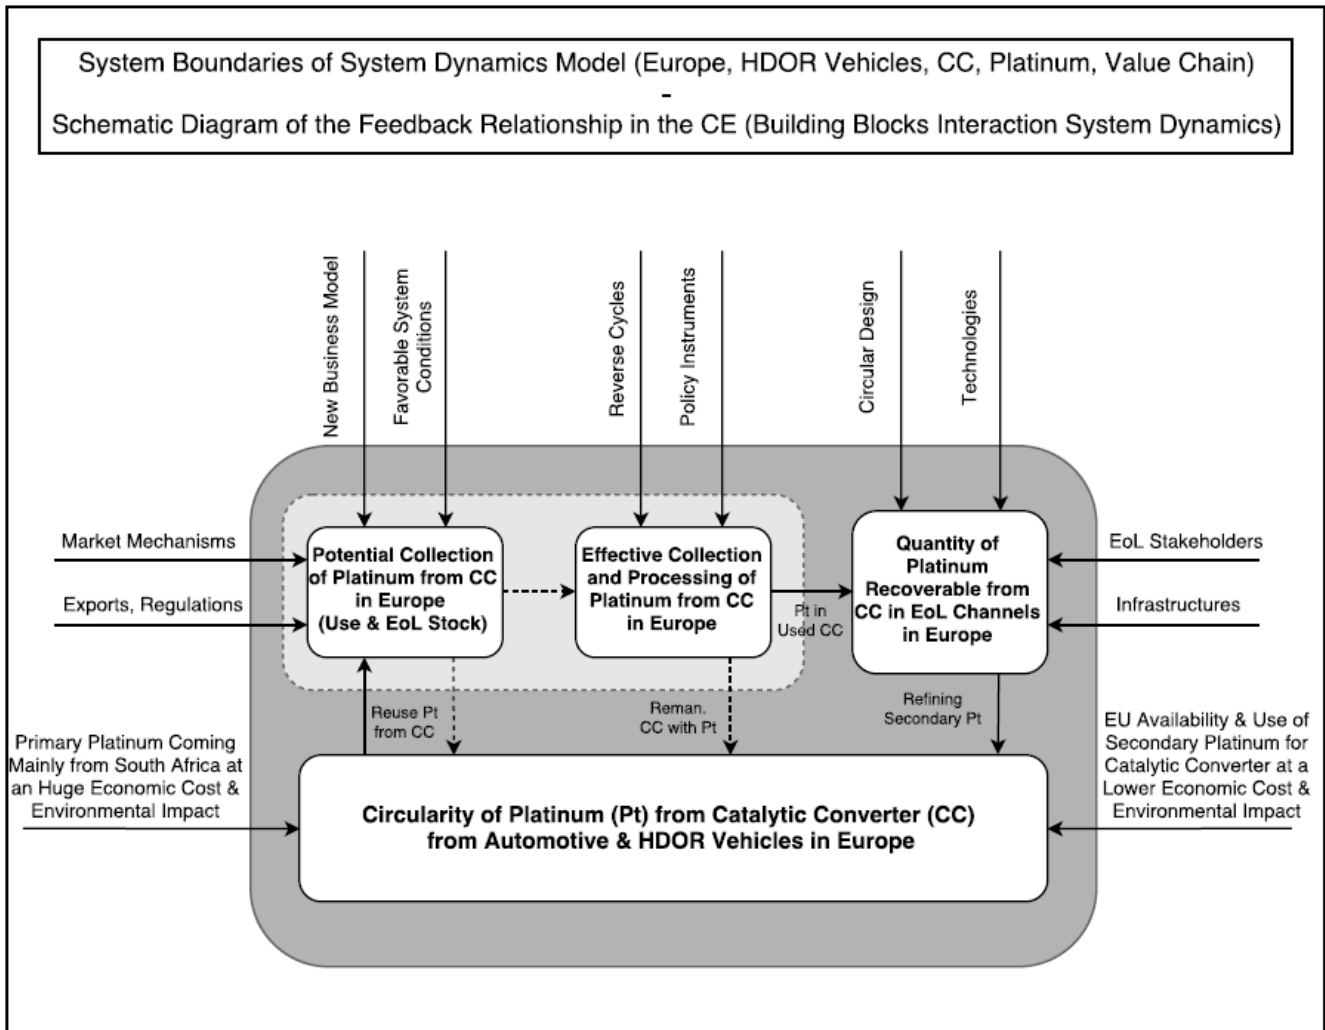 System Boundaries of System Dynamics Model (Europe, HDOR Vehicles, CC, Platinum, Value Chain)
-
Schematic Diagram of the Feedback Relationship in the CE (Building Blocks Interaction System Dynamics)
New Business Model
Favorable System
Conditions
Reverse Cycles
Policy Instruments
Circular Design
Technologies
Market Mechanisms
Exports, Regulations
Potential Collection
of Platinum from CC
in Europe
(Use & EoL Stock)
Effective Collection
and Processing of
Platinum from CC
in Europe
Pt in
Used CC
Quantity of
Platinum
Recoverable from
CC in EoL Channels
in Europe
EoL Stakeholders
Infrastructures
Reuse Pt
from CC
Reman.
CC with Pt
Refining
Secondary Pt
Primary Platinum Coming
Mainly from South Africa at
an Huge Economic Cost &
Environmental Impact
Circularity of Platinum (Pt) from Catalytic Converter (CC)
from Automotive & HDOR Vehicles in Europe
EU Availability & Use of
Secondary Platinum for
Catalytic Converter at a
Lower Economic Cost &
Environmental Impact